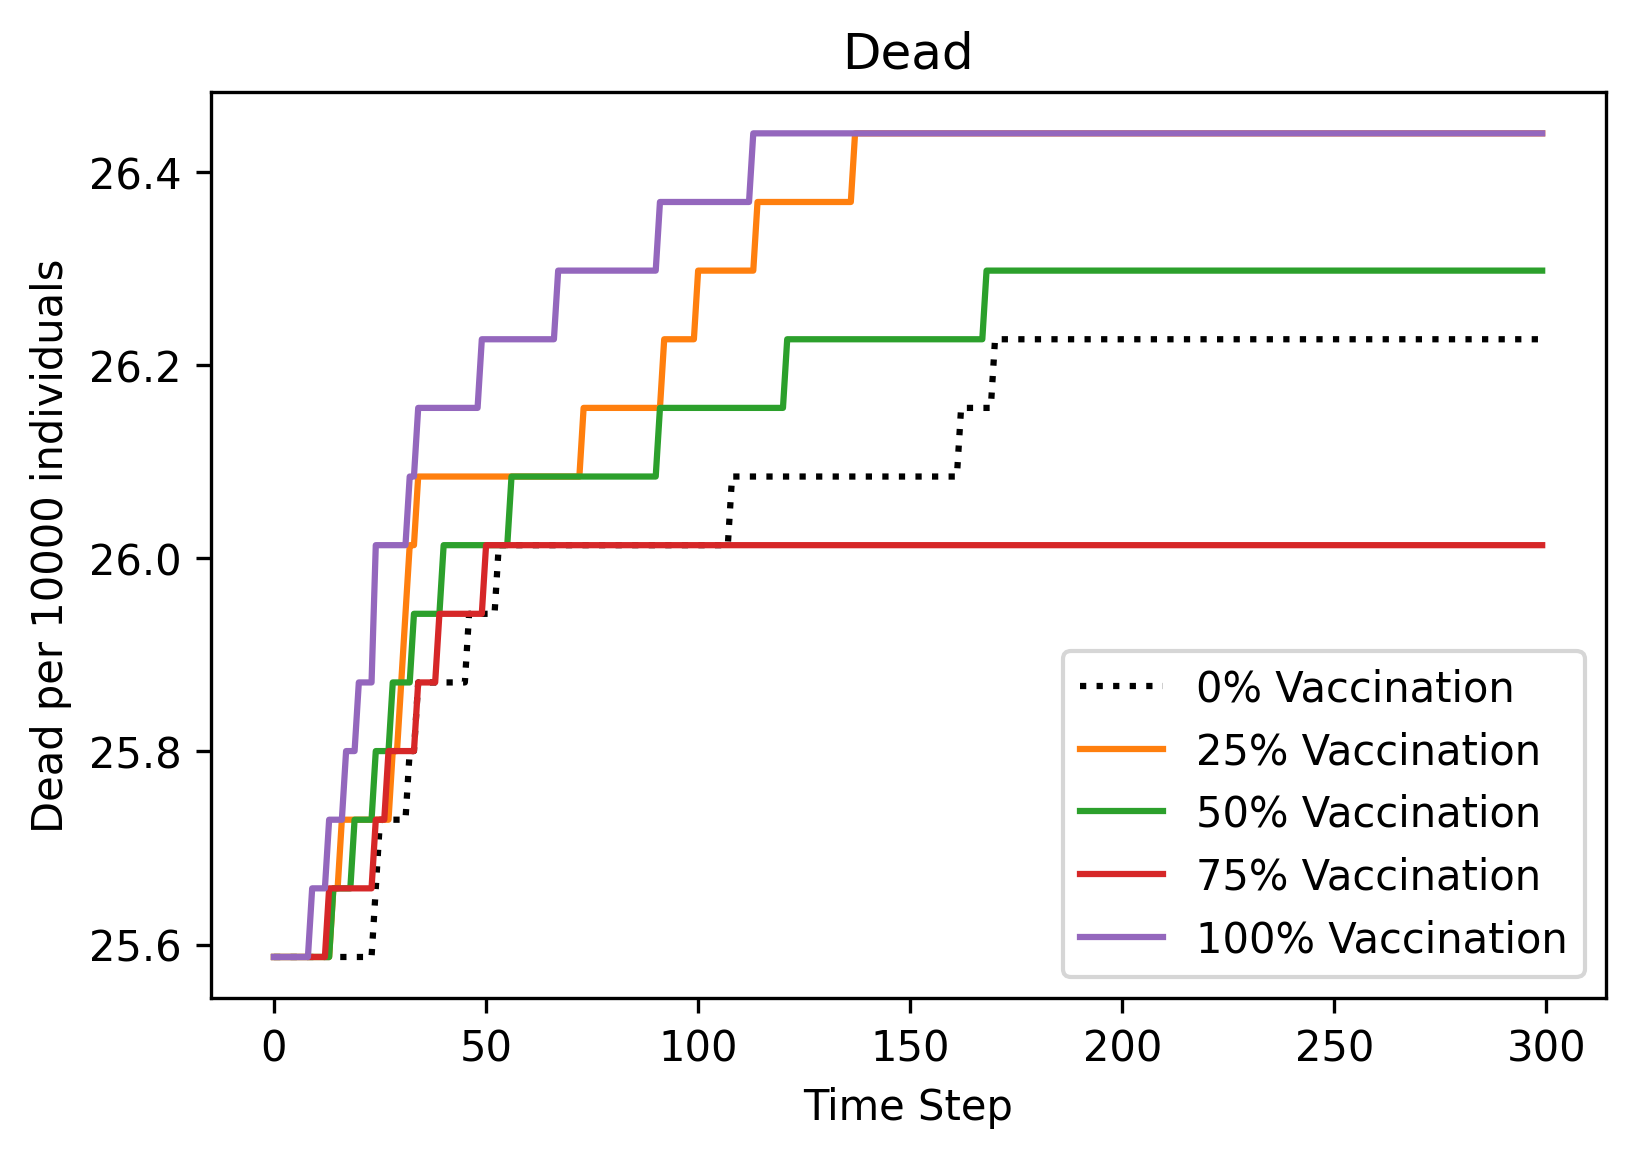 Dead
Dead per 10000 individuals
26.4
26.2
26.0
25.8
25.6
0% Vaccination
25% Vaccination
50% Vaccination
75% Vaccination
100% Vaccination
0 50 100 150 200 250 300
Time Step